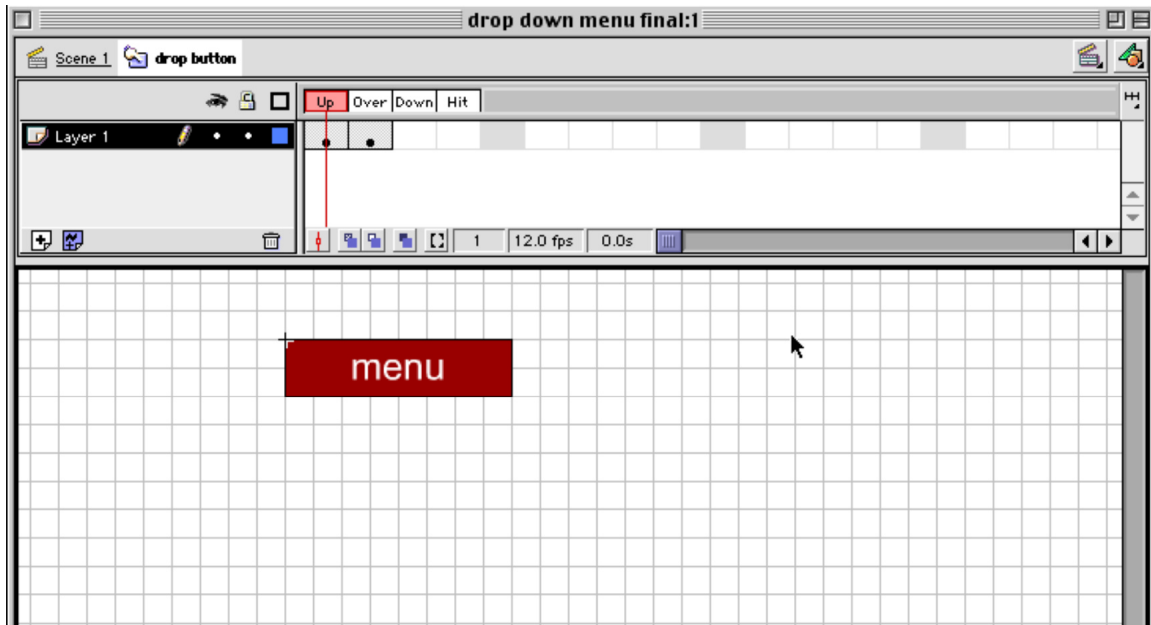 drop down menu final:1
Scene 1 drop button
Up Over Down Hit
Layer 1
1 12.0 fps 0.0s
menu